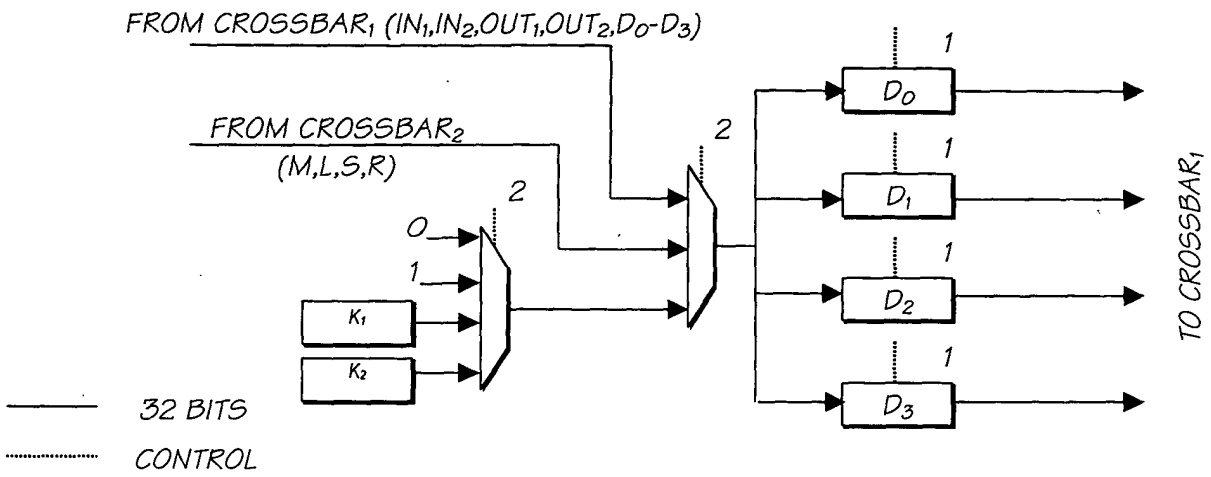 FROM CROSSBAR₁ (IN₁,IN₂,OUT₁,OUT₂,D₀-D₃)
FROM CROSSBAR₂
(M,L,S,R)
2
2
0
1
K₁
K₂
1
D₀
1
D₁
1
D₂
1
D₃
TO CROSSBAR₁
32 BITS
CONTROL